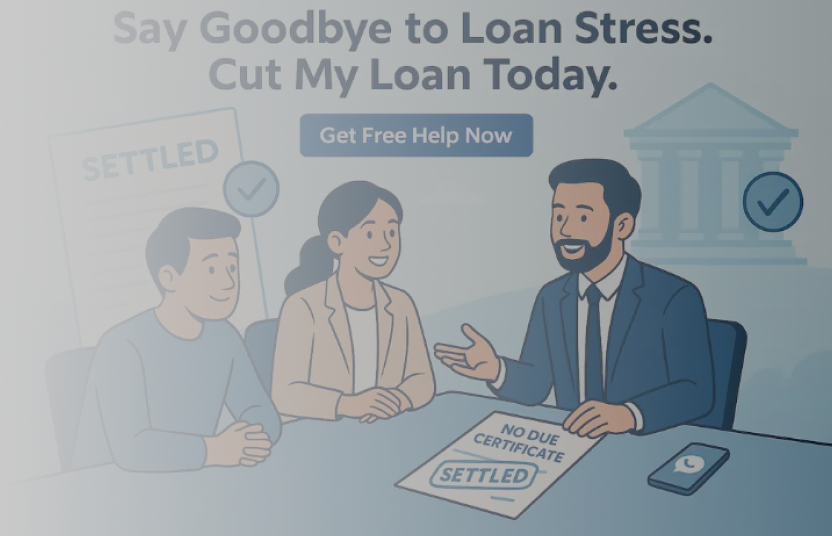 Say Goodbye to Loan Stress.
Cut My Loan Today.
Get Free Help Now
SETTLED
NO DUE
CERTIFICATE
SETTLED